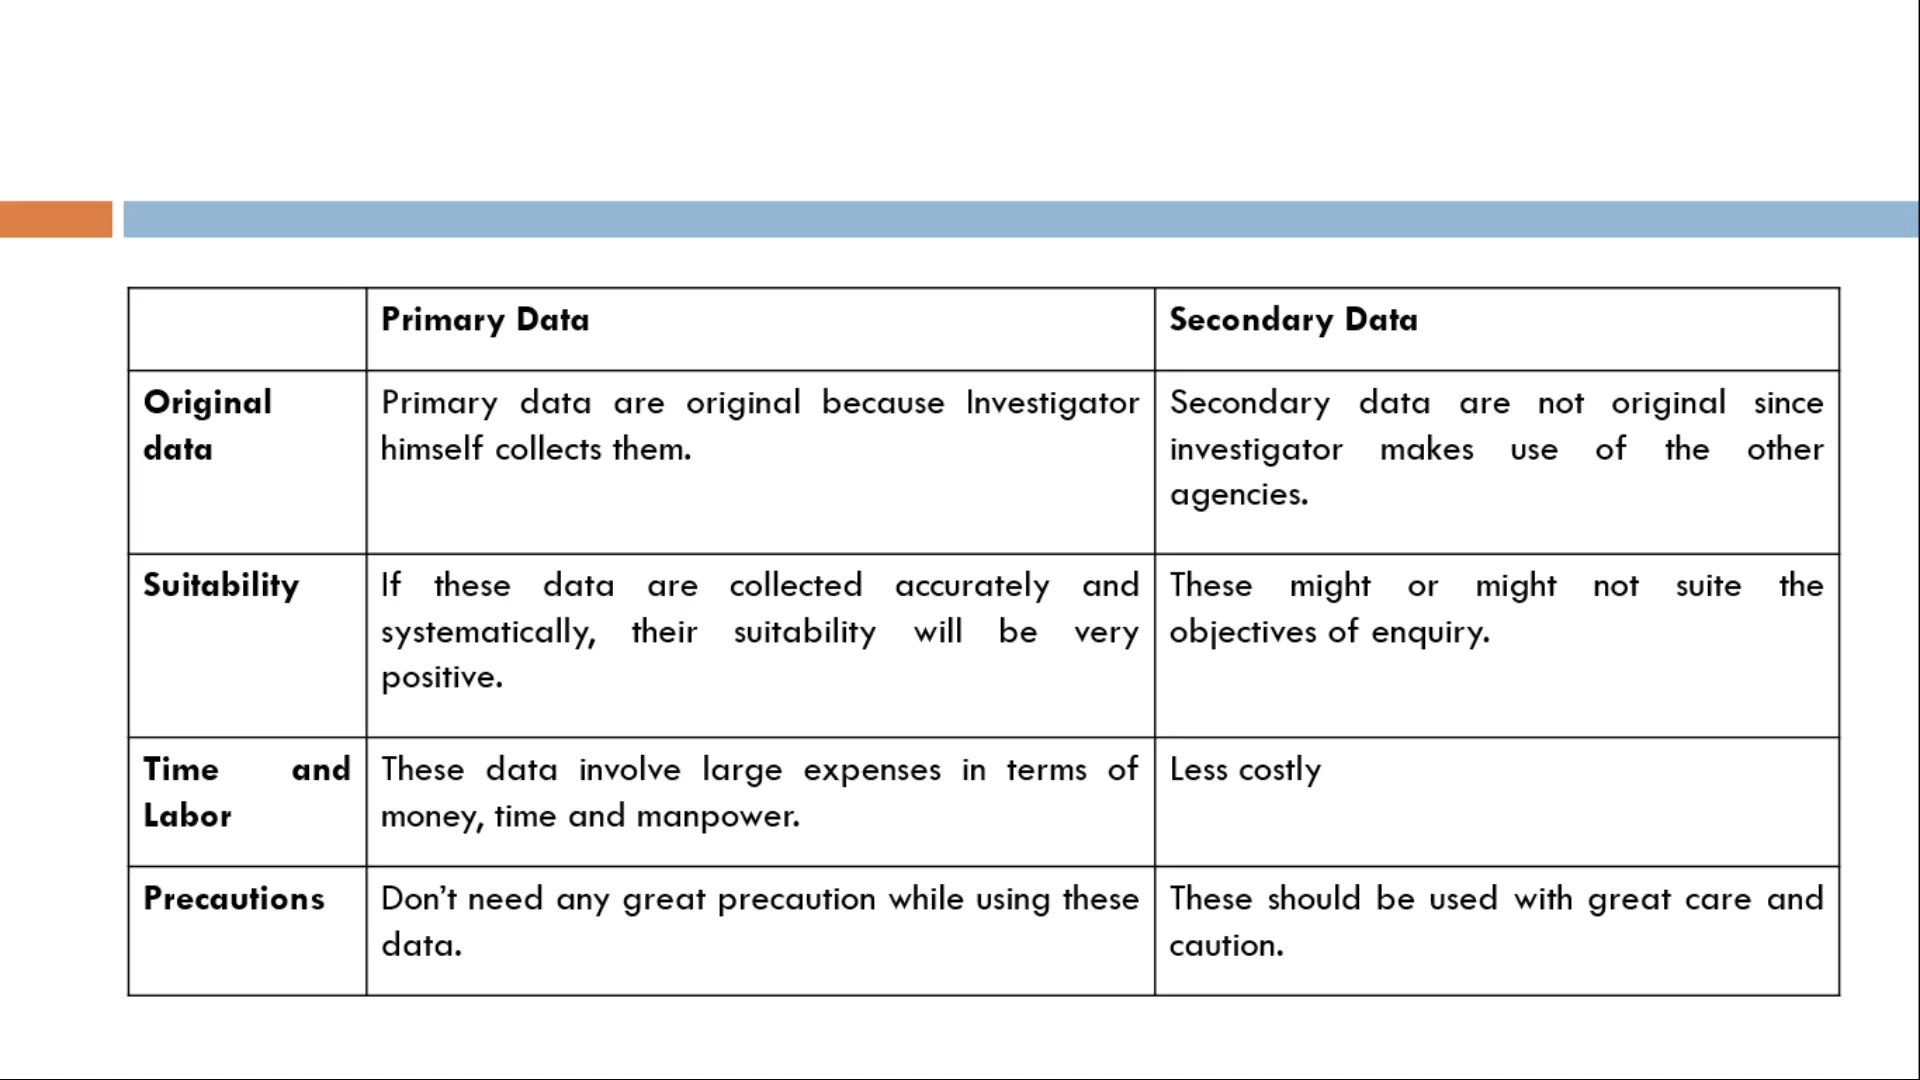 Primary Data
Secondary Data
Original
data
Primary data are original because Investigator
himself collects them.
Secondary data are not original since
investigator makes use of the other
agencies.
Suitability
If these data are collected accurately and
systematically, their suitability will be very
positive.
These might or might not suite the
objectives of enquiry.
Time and
Labor
These data involve large expenses in terms of
money, time and manpower.
Less costly
Precautions
Don’t need any great precaution while using these
data.
These should be used with great care and
caution.